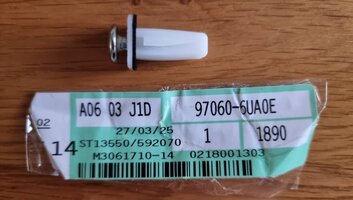 A06 03 J1D 97060-6UA0E
02
27/03/25 1 1890
14
ST13550/592070
M3061710-14 0218001303